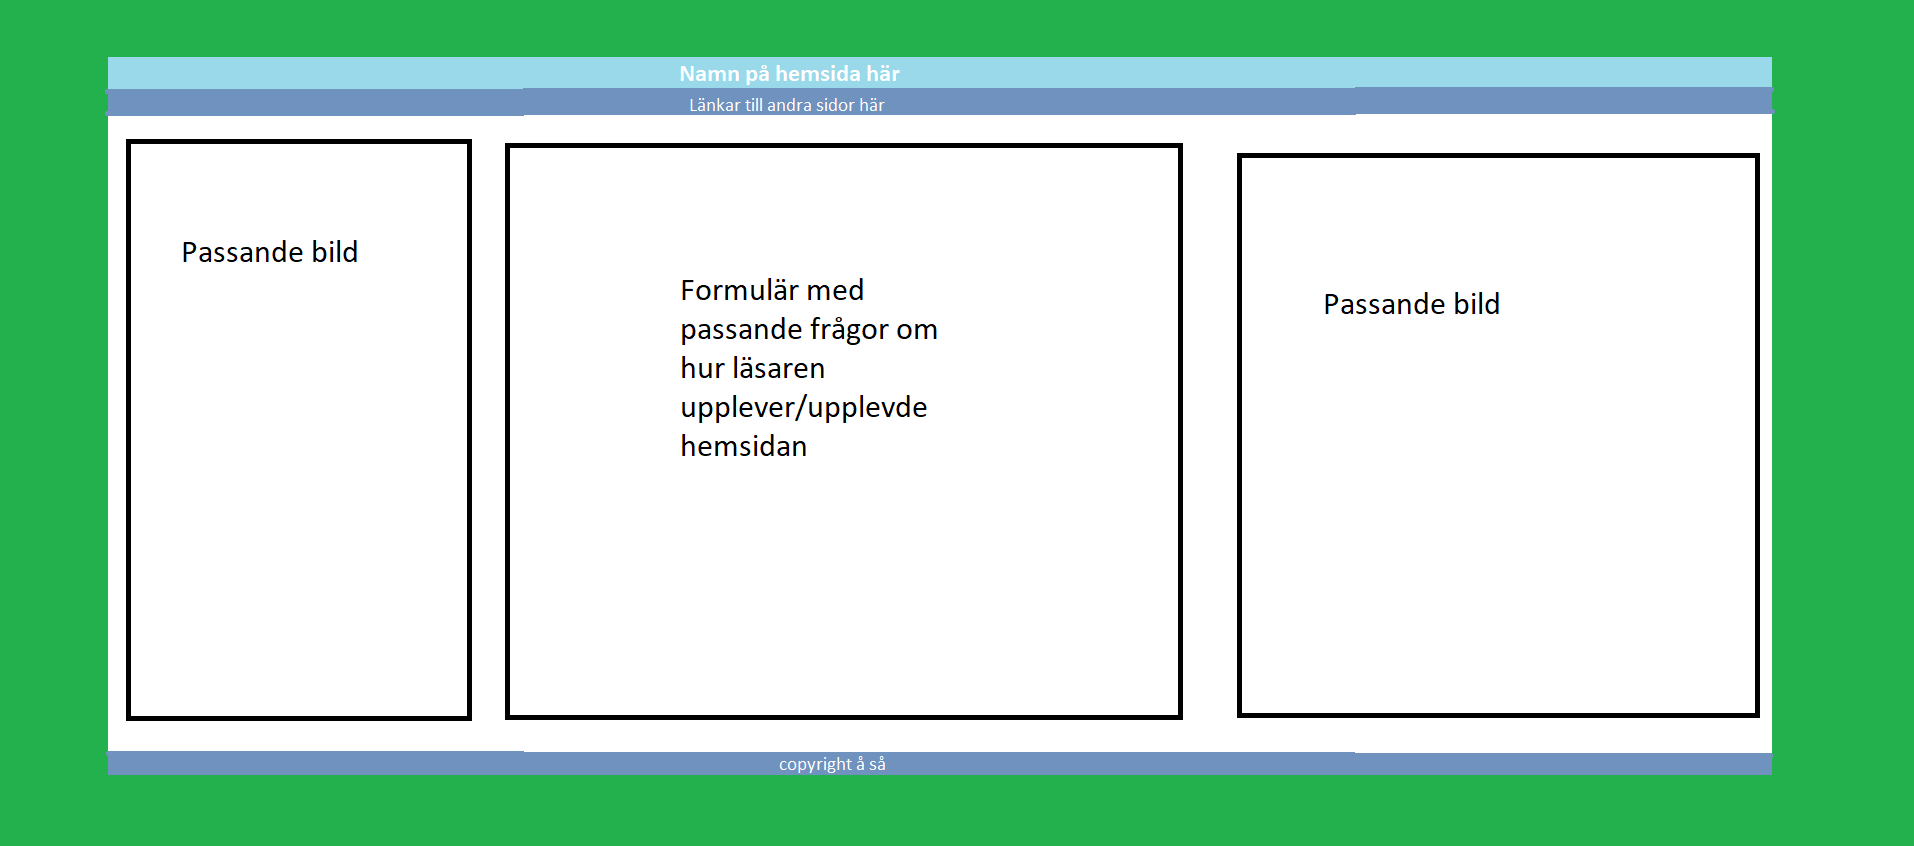 Namn på hemsida här
Länkar till andra sidor här
Passande bild
Formulär med
passande frågor om
hur läsaren
upplever/upplevde
hemsidan
Passande bild
copyright å så